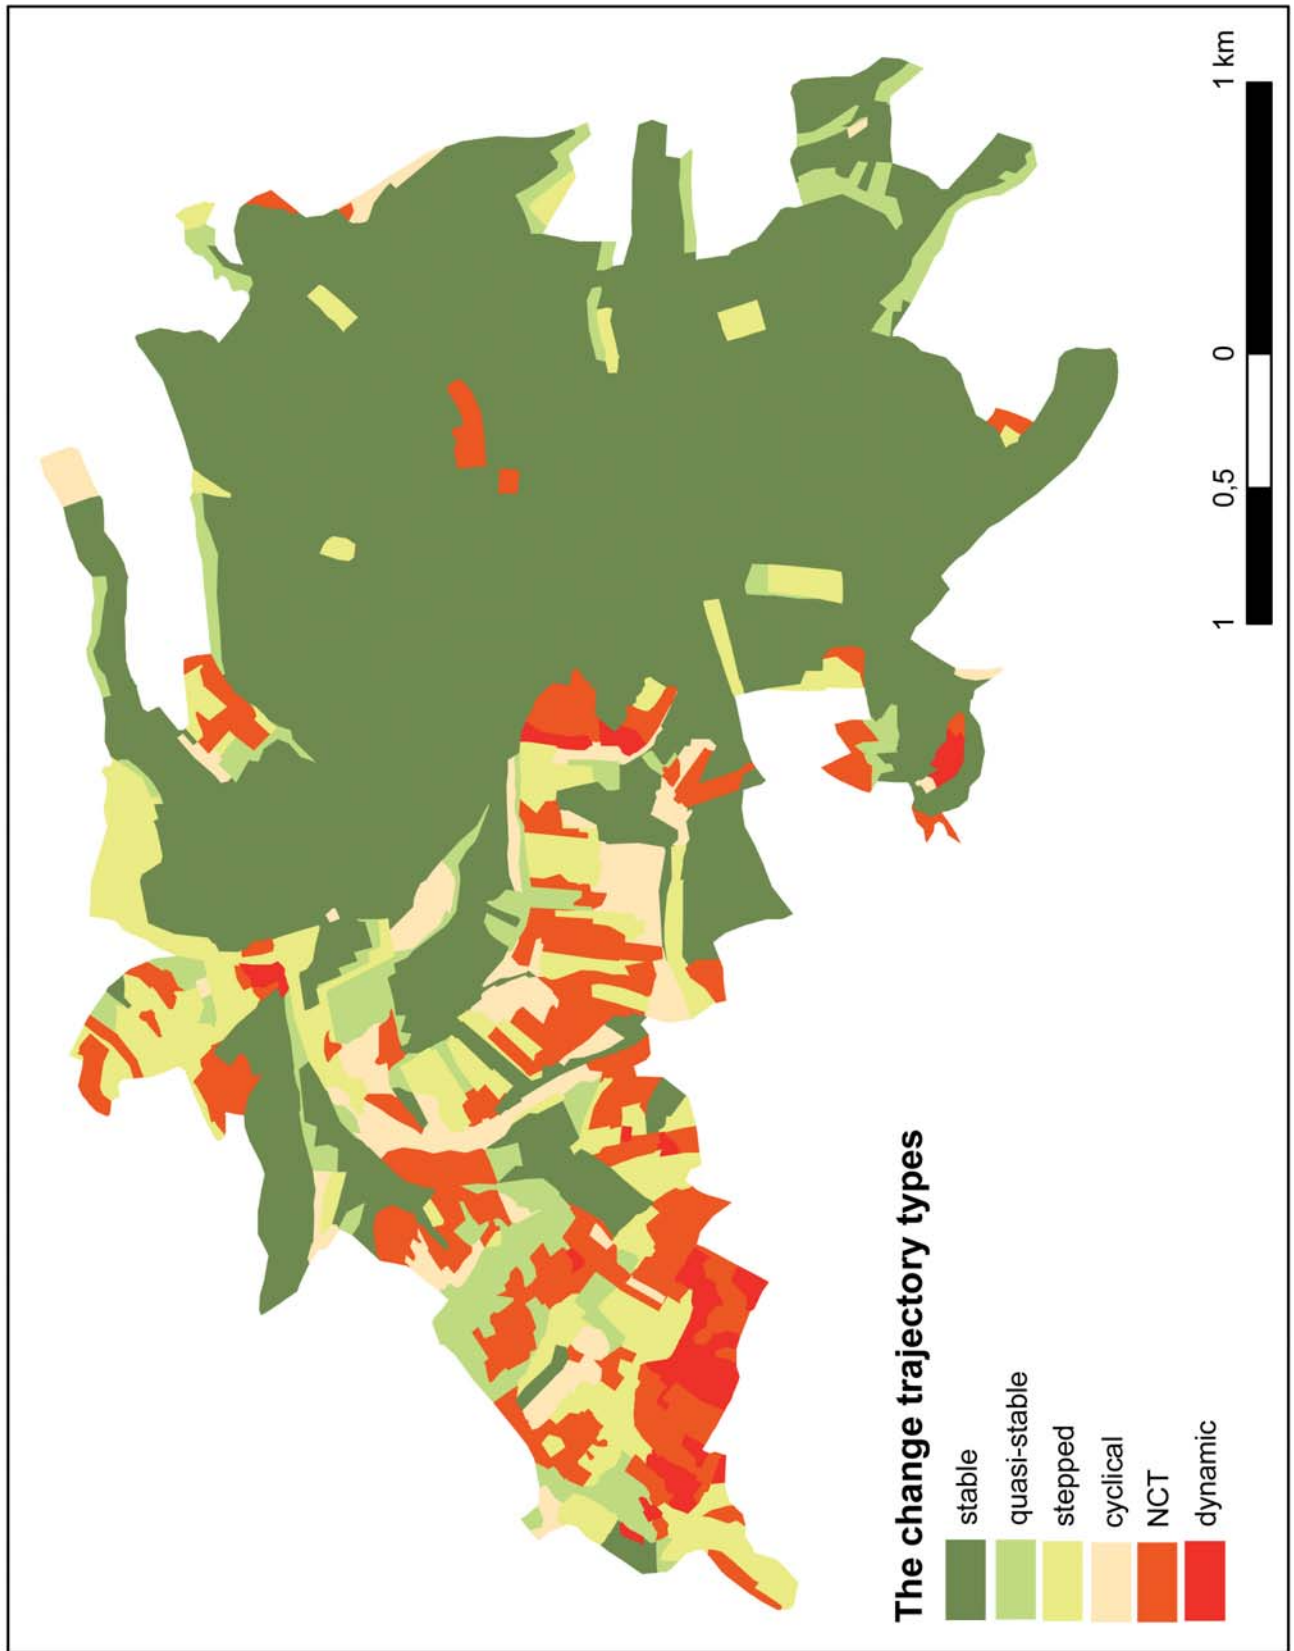 The change trajectory types
stable
quasi-stable
stepped
cyclical
NCT
dynamic
1 0,5 0 1 km